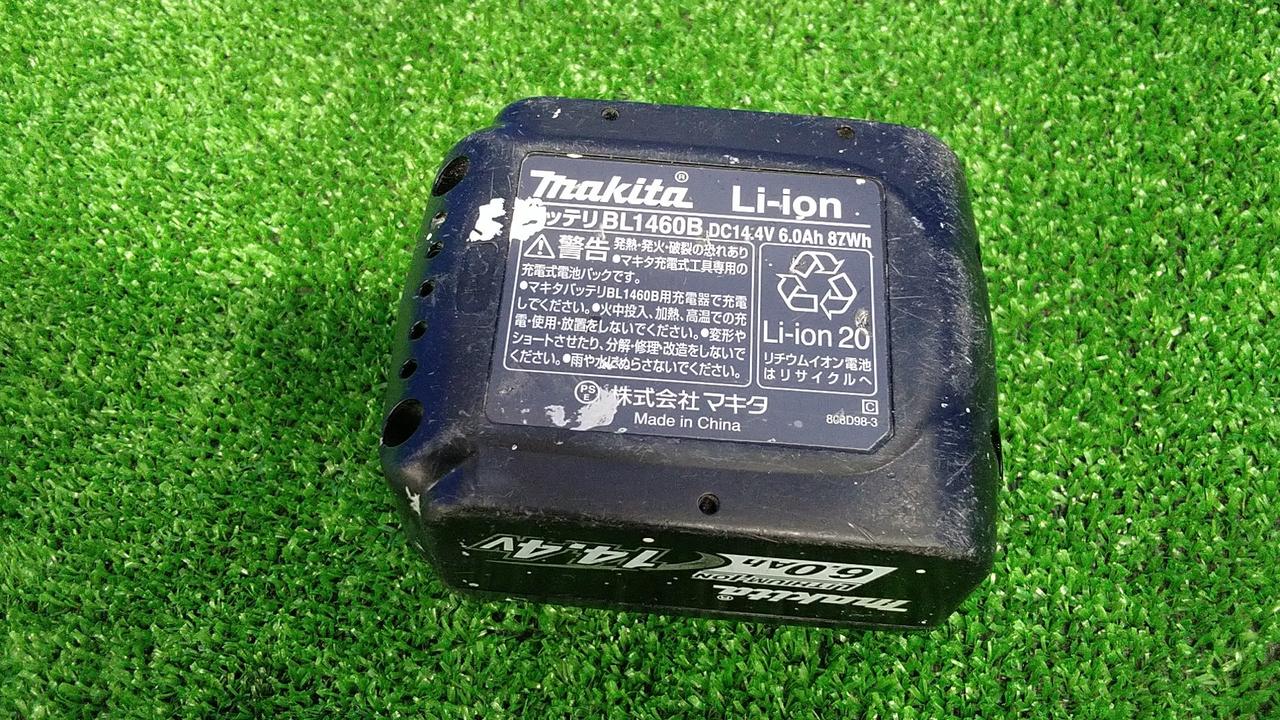 makita® Li-ion
ッテリ BL1460B DC14.4V 6.0Ah 87Wh
警告 発熱・発火・破裂の恐れあり
●マキタ充電式工具専用の
充電式電池パックです。
●マキタバッテリBL1460B用充電器で充電
してください。●火中投入、加熱、高温での充
電・使用・放置をしないでください。●変形や
ショートさせたり、分解・修理・改造をしないで
ください。●雨や水にぬらさないでください。
Li-ion 20
リチウムイオン電池
はリサイクルへ
PSE 株式会社 マキタ
Made in China
C
808D98-3
makita®
LITHIUM-ION
6.0Ah
14.4V